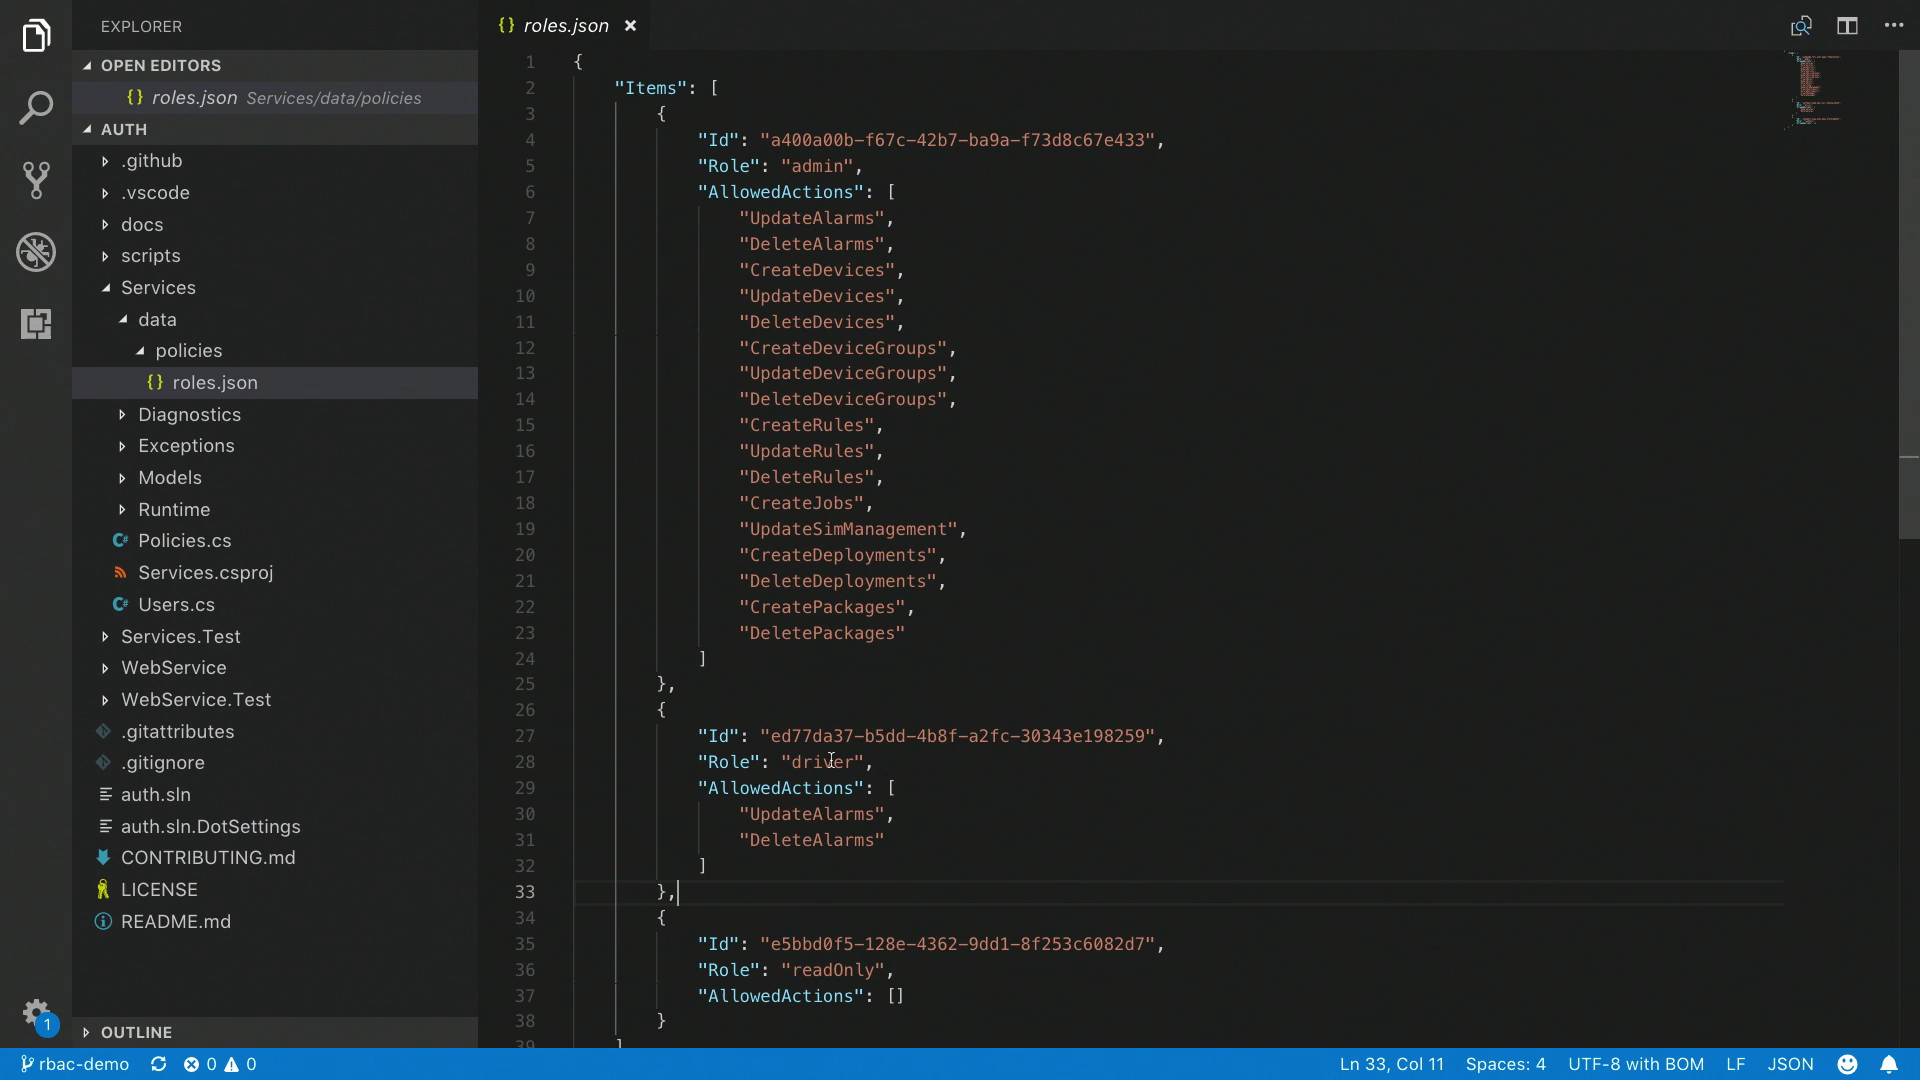 EXPLORER
OPEN EDITORS
{} roles.json Services/data/policies
AUTH
.github
.vscode
docs
scripts
Services
data
policies
{} roles.json
Diagnostics
Exceptions
Models
Runtime
C# Policies.cs
Services.csproj
C# Users.cs
Services.Test
WebService
WebService.Test
.gitattributes
.gitignore
auth.sln
auth.sln.DotSettings
CONTRIBUTING.md
LICENSE
README.md
OUTLINE
1
{} roles.json ×
1 {
2 "Items": [
3 {
4 "Id": "a400a00b-f67c-42b7-ba9a-f73d8c67e433",
5 "Role": "admin",
6 "AllowedActions": [
7 "UpdateAlarms",
8 "DeleteAlarms",
9 "CreateDevices",
10 "UpdateDevices",
11 "DeleteDevices",
12 "CreateDeviceGroups",
13 "UpdateDeviceGroups",
14 "DeleteDeviceGroups",
15 "CreateRules",
16 "UpdateRules",
17 "DeleteRules",
18 "CreateJobs",
19 "UpdateSimManagement",
20 "CreateDeployments",
21 "DeleteDeployments",
22 "CreatePackages",
23 "DeletePackages"
24 ]
25 },
26 {
27 "Id": "ed77da37-b5dd-4b8f-a2fc-30343e198259",
28 "Role": "driver",
29 "AllowedActions": [
30 "UpdateAlarms",
31 "DeleteAlarms"
32 ]
33 },
34 {
35 "Id": "e5bbd0f5-128e-4362-9dd1-8f253c6082d7",
36 "Role": "readOnly",
37 "AllowedActions": []
38 }
39 ]
rbac-demo 0 0 Ln 33, Col 11 Spaces: 4 UTF-8 with BOM LF JSON